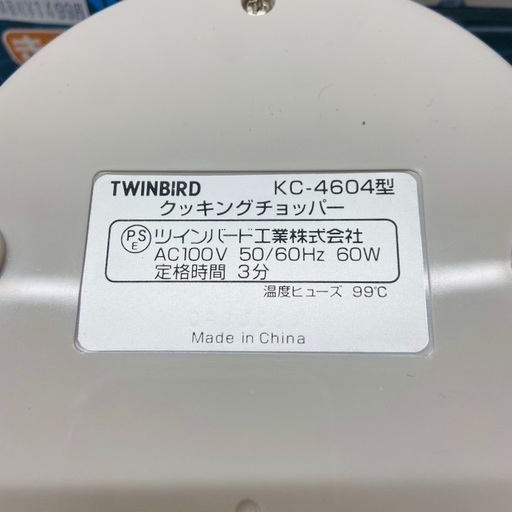 TWINBIRD KC-4604型
クッキングチョッパー
PS E ツインバード工業株式会社
AC100V 50/60Hz 60W
定格時間 3分
温度ヒューズ 99℃
Made in China